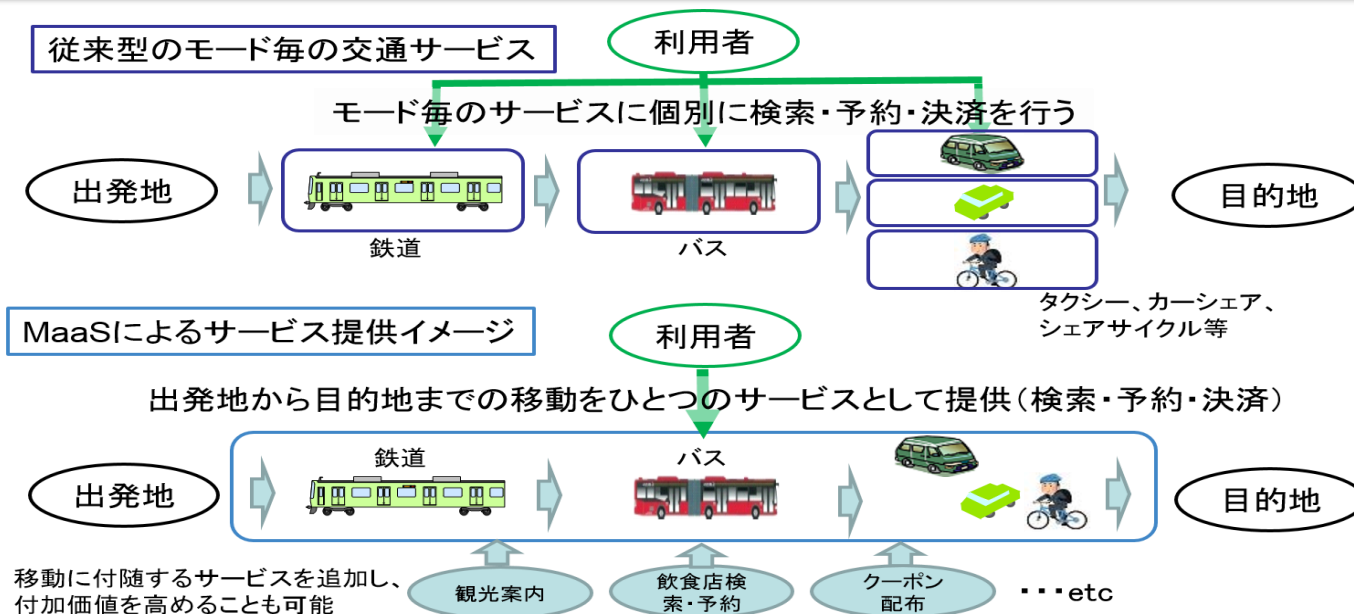 従来型のモード毎の交通サービス
利用者
モード毎のサービスに個別に検索・予約・決済を行う
出発地
目的地
鉄道
バス
タクシー、カーシェア、
シェアサイクル等
MaaSによるサービス提供イメージ
利用者
出発地から目的地までの移動をひとつのサービスとして提供(検索・予約・決済)
鉄道
バス
出発地
目的地
移動に付随するサービスを追加し、
付加価値を高めることも可能
観光案内
飲食店検
索・予約
クーポン
配布
・・・etc